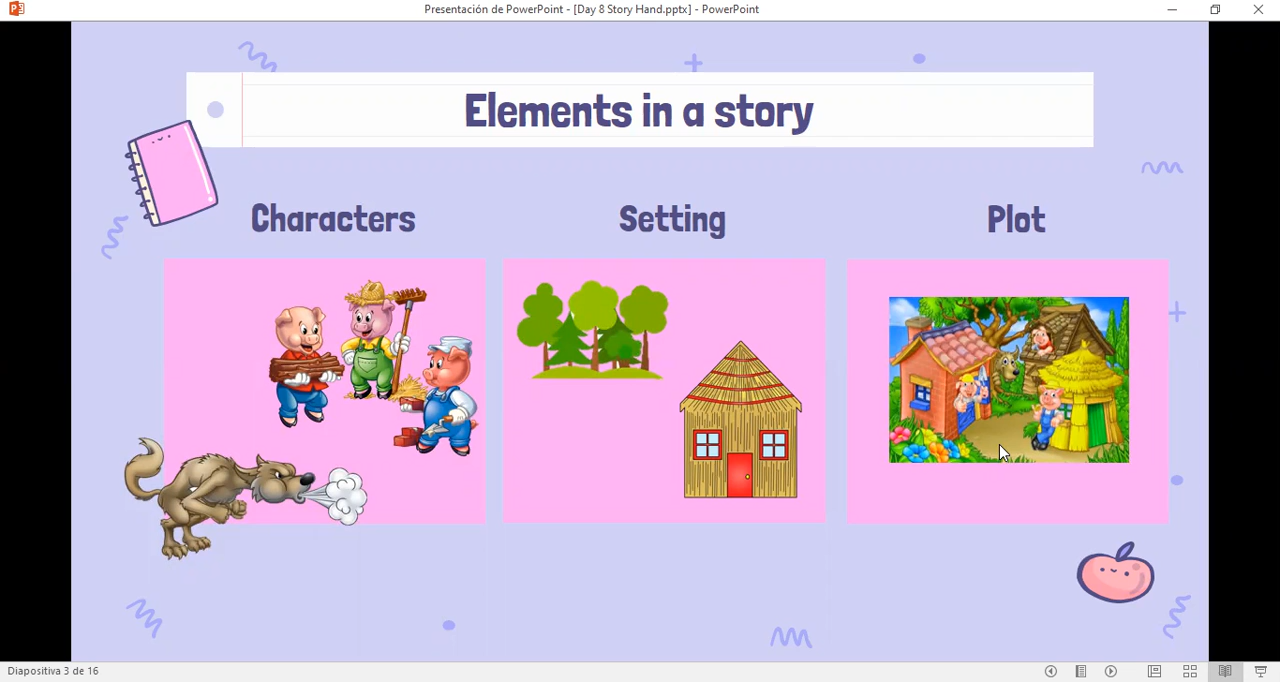 Presentación de PowerPoint - [Day 8 Story Hand.pptx] - PowerPoint
Elements in a story
Characters
Setting
Plot
Diapositiva 3 de 16